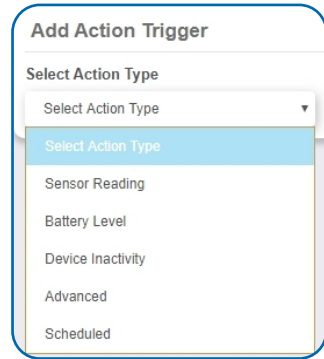 Add Action Trigger
Select Action Type
Select Action Type
Select Action Type
Sensor Reading
Battery Level
Device Inactivity
Advanced
Scheduled